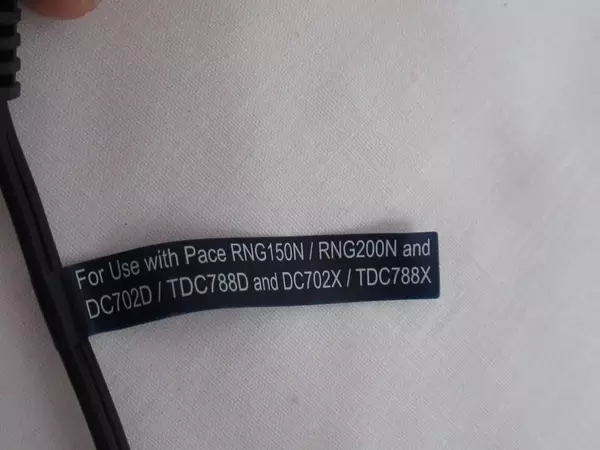 For Use with Pace RNG150N / RNG200N and
DC702D / TDC788D and DC702X / TDC788X